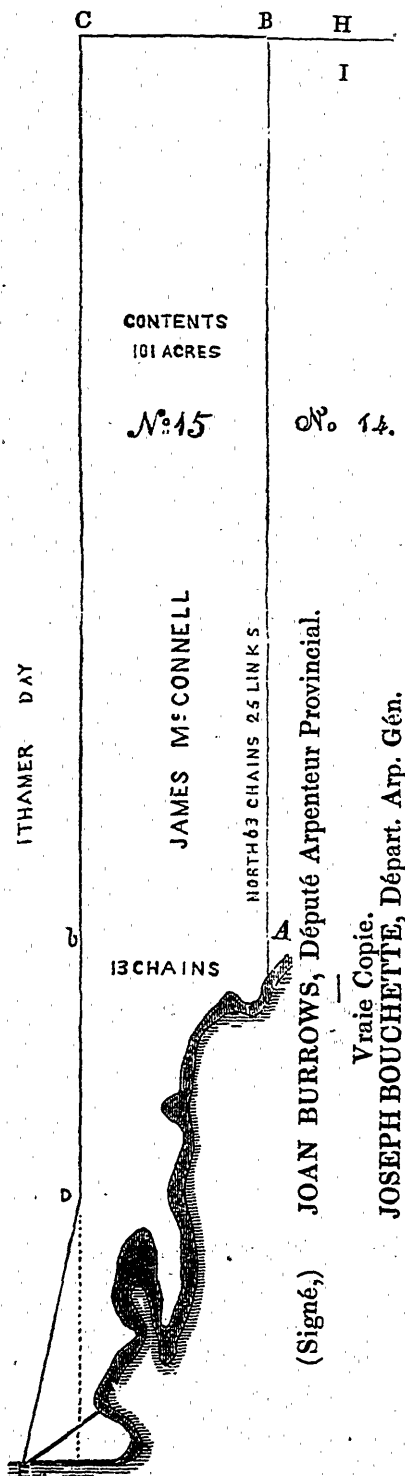 C B H
I
CONTENTS
101 ACRES
No. 15 No 14.
ITHAMER DAY
JAMES McCONNELL
NORTH 63 CHAINS 25 LINKS
b A
13 CHAINS
D
(Signé,) JOAN BURROWS, Député Arpenteur Provincial.
Vraie Copie.
JOSEPH BOUCHETTE, Départ. Arp. Gén.